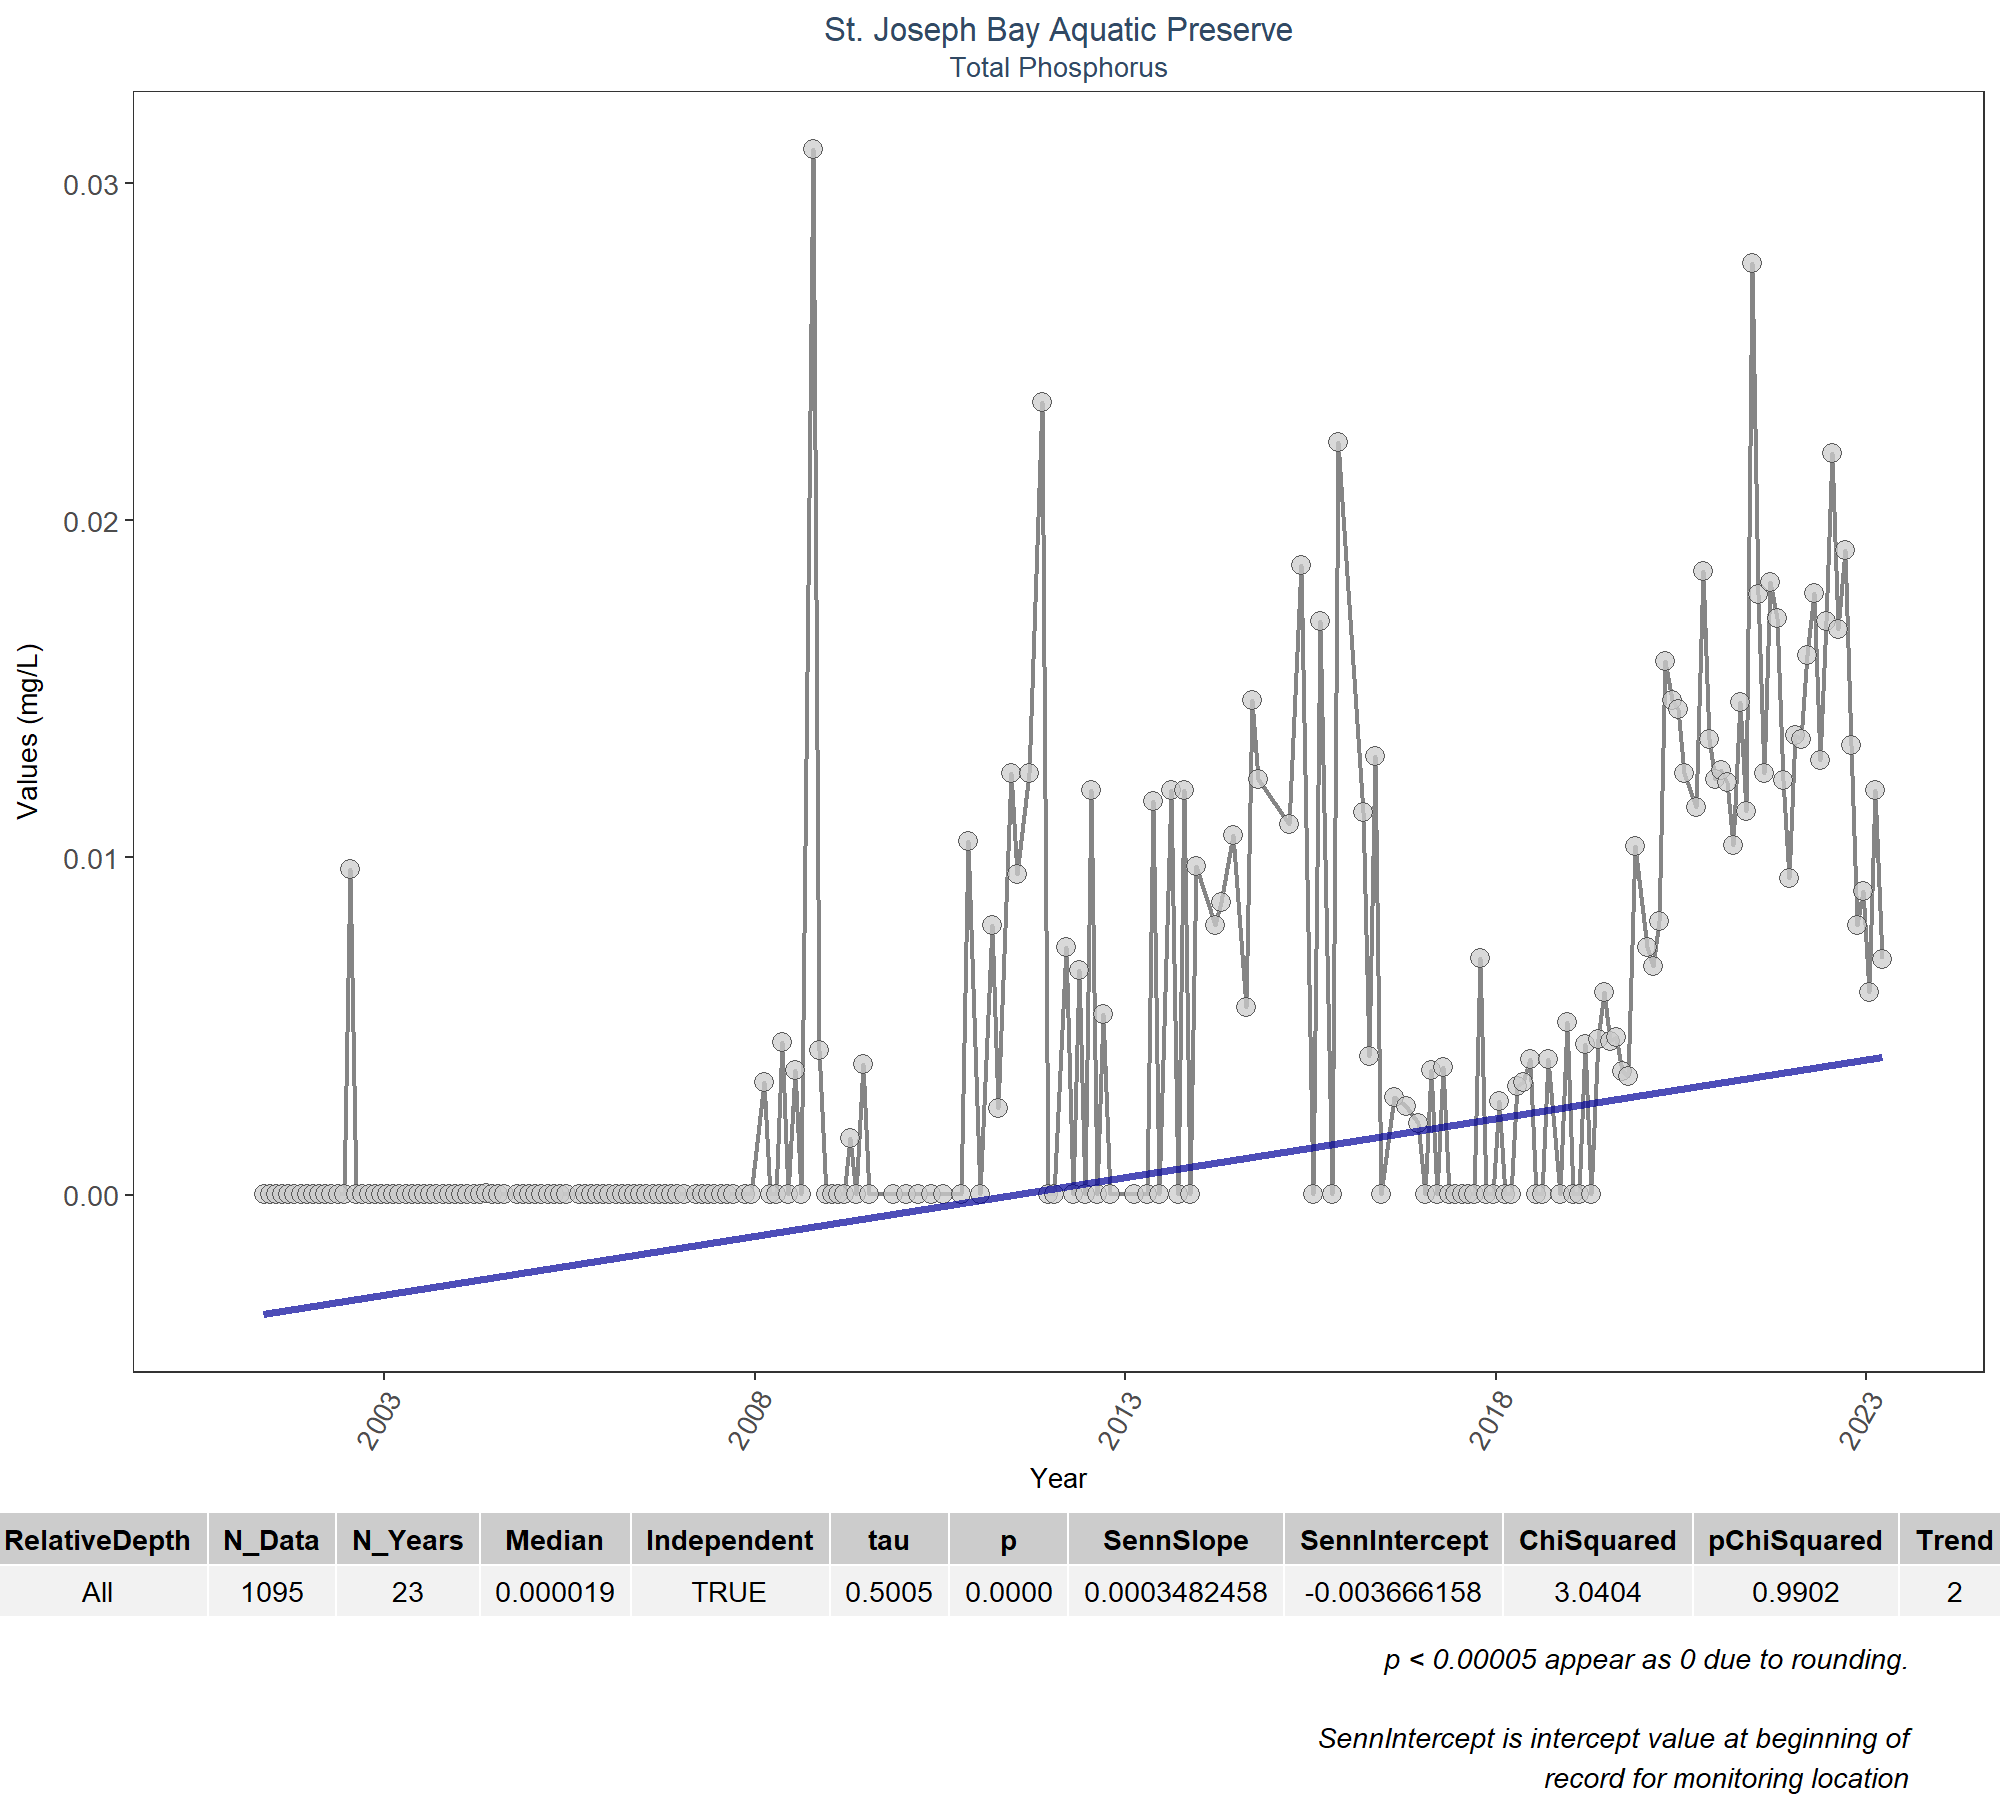 St. Joseph Bay Aquatic Preserve
Total Phosphorus
Values (mg/L)
0.03
0.02
0.01
0.00
2003 2008 2013 2018 2023
Year
RelativeDepth N_Data N_Years Median Independent tau p SennSlope SennIntercept ChiSquared pChiSquared Trend
All 1095 23 0.000019 TRUE 0.5005 0.0000 0.0003482458 -0.003666158 3.0404 0.9902 2
p < 0.00005 appear as 0 due to rounding.
SennIntercept is intercept value at beginning of
record for monitoring location